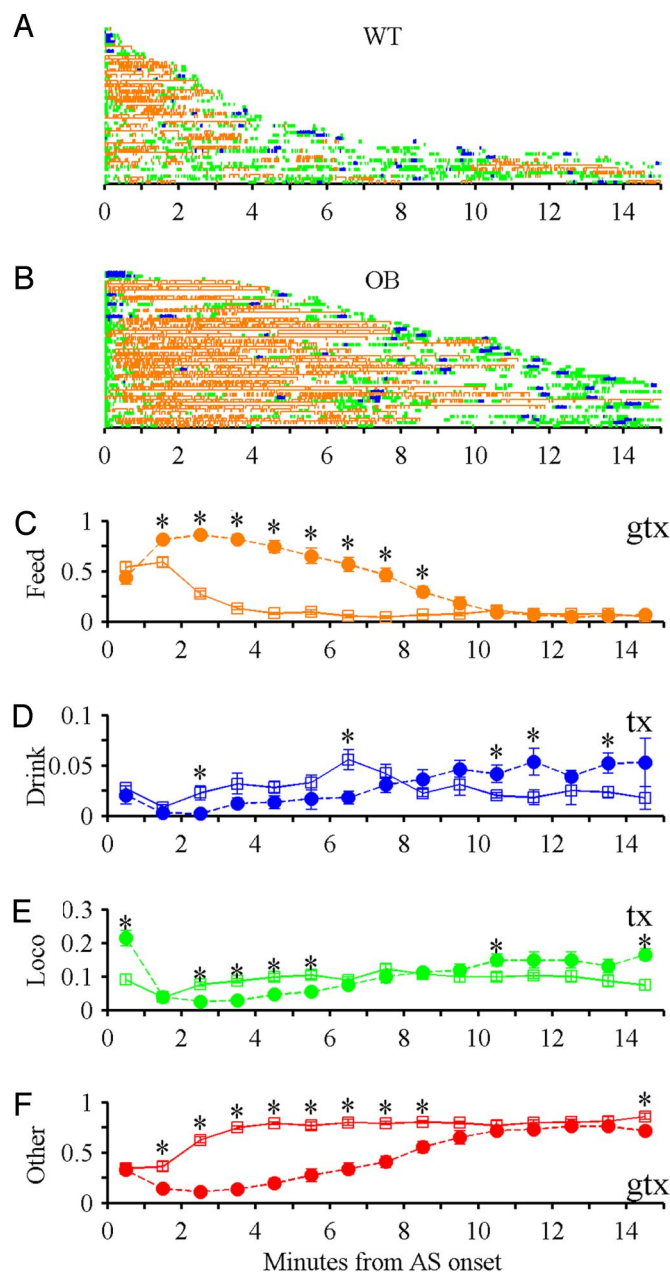 A
WT
0 2 4 6 8 10 12 14
B
OB
0 2 4 6 8 10 12 14
C
* * * * * * * *
gtx
Feed
1
0.5
0
0 2 4 6 8 10 12 14
D
* * * * *
tx
Drink
0.1
0.05
0
0 2 4 6 8 10 12 14
E
* * * * * * *
tx
Loco
0.3
0.2
0.1
0
0 2 4 6 8 10 12 14
F
* * * * * * * * *
gtx
Other
1
0.5
0
0 2 4 6 8 10 12 14
Minutes from AS onset